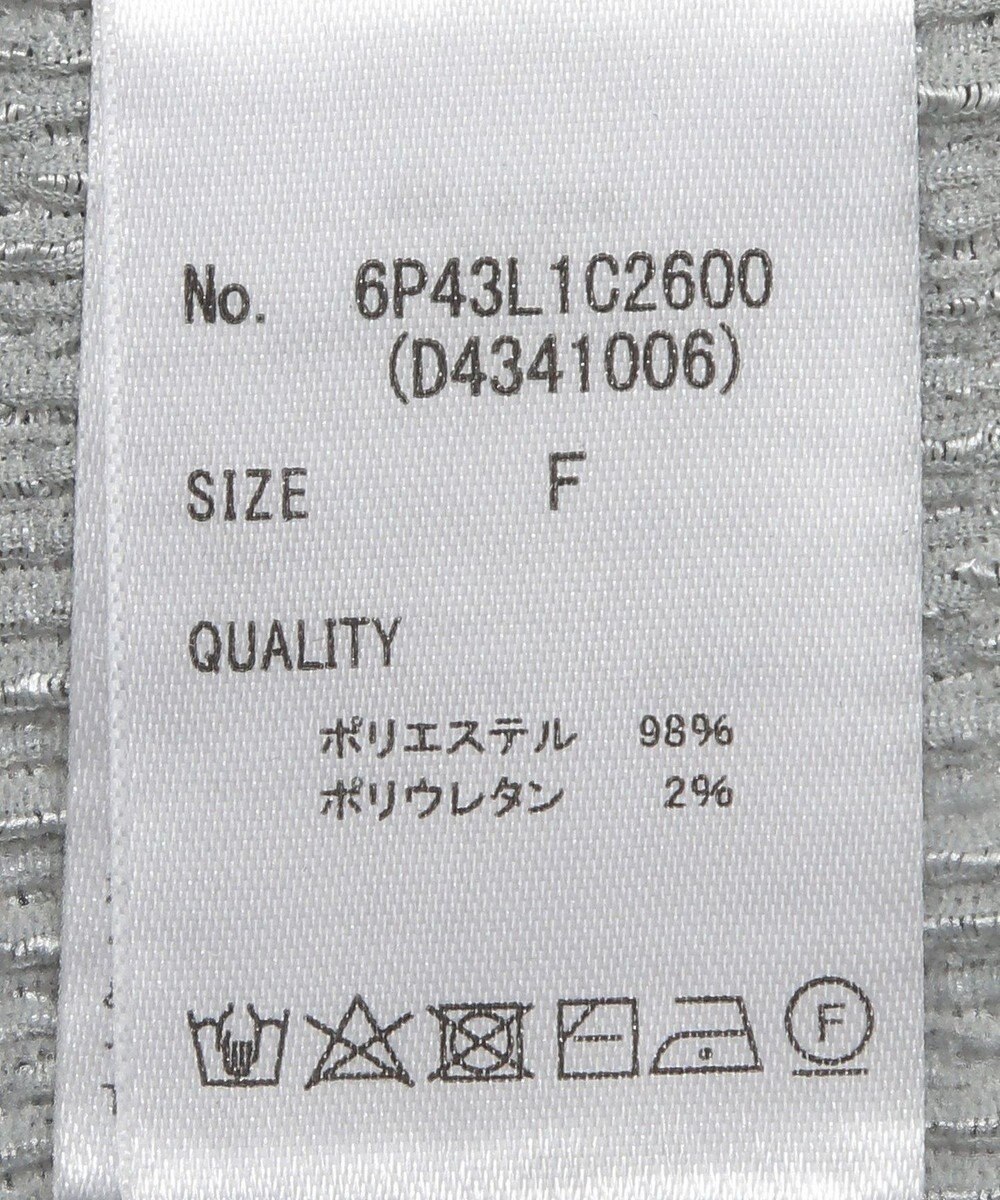 No. 6P43L1C2600
(D4341006)
SIZE F
QUALITY
ポリエステル 98%
ポリウレタン 2%
F